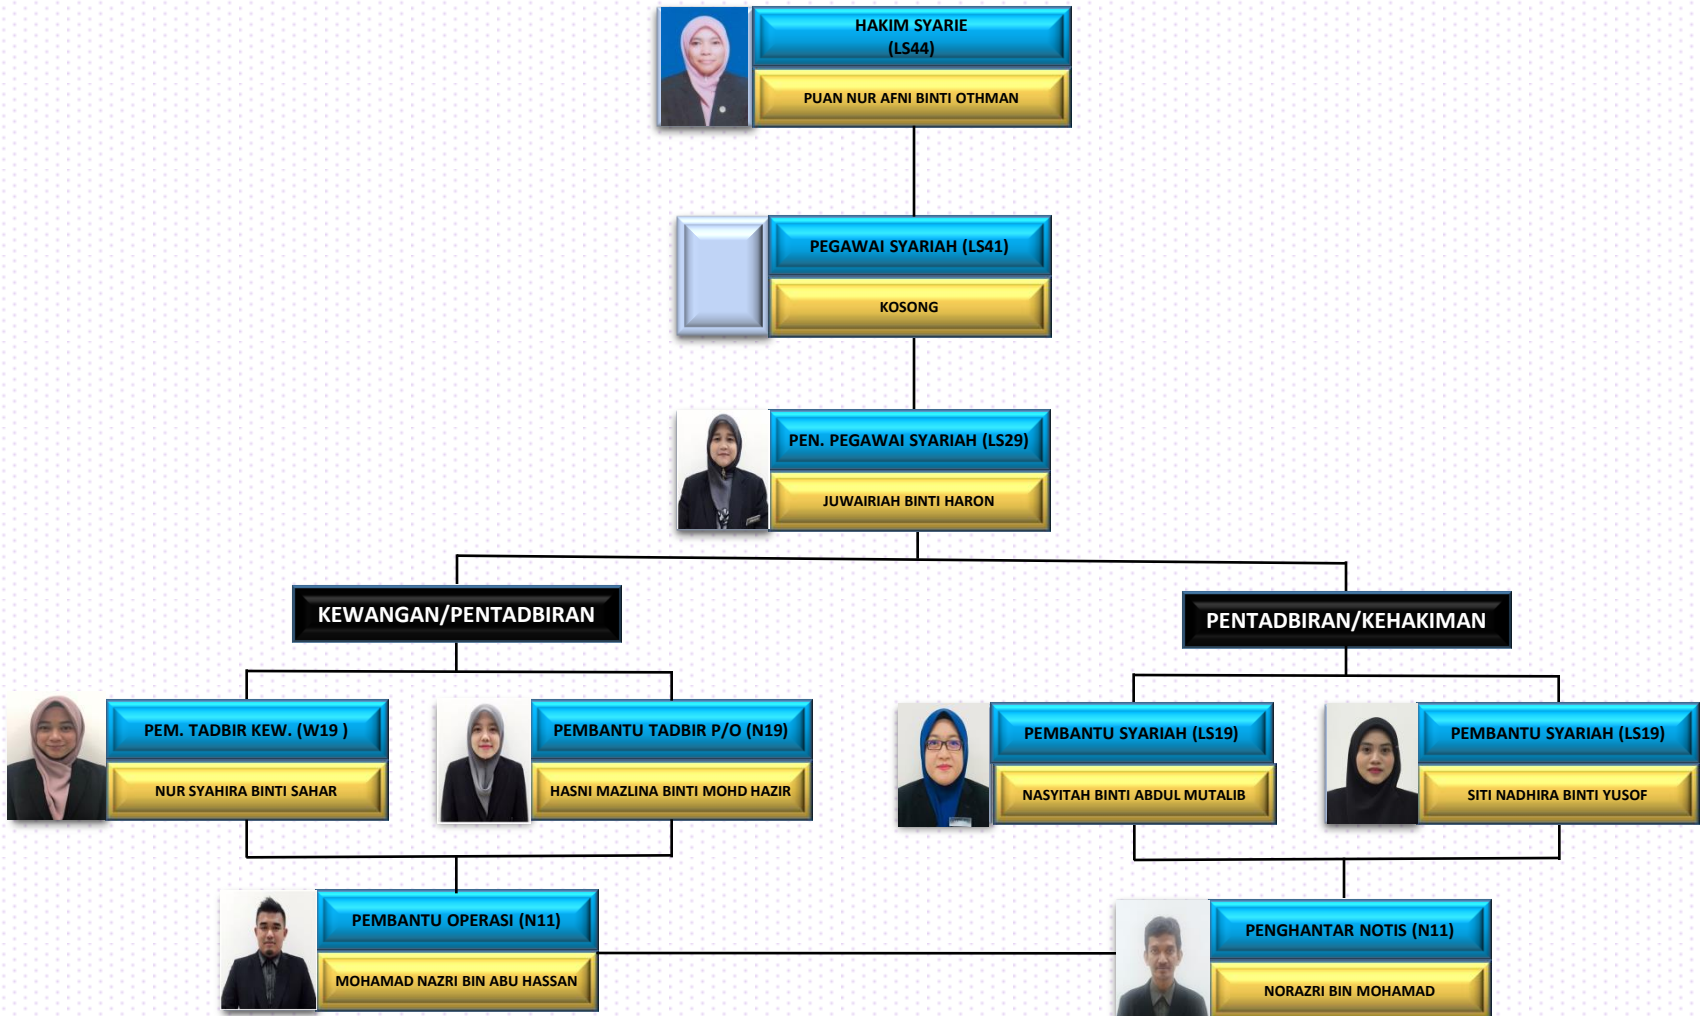 HAKIM SYARIE
(LS44)
PUAN NUR AFNI BINTI OTHMAN
PEGAWAI SYARIAH (LS41)
KOSONG
PEN. PEGAWAI SYARIAH (LS29)
JUWAIRIAH BINTI HARON
KEWANGAN/PENTADBIRAN
PENTADBIRAN/KEHAKIMAN
PEM. TADBIR KEW. (W19 )
NUR SYAHIRA BINTI SAHAR
PEMBANTU TADBIR P/O (N19)
HASNI MAZLINA BINTI MOHD HAZIR
PEMBANTU SYARIAH (LS19)
NASYITAH BINTI ABDUL MUTALIB
PEMBANTU SYARIAH (LS19)
SITI NADHIRA BINTI YUSOF
PEMBANTU OPERASI (N11)
MOHAMAD NAZRI BIN ABU HASSAN
PENGHANTAR NOTIS (N11)
NORAZRI BIN MOHAMAD